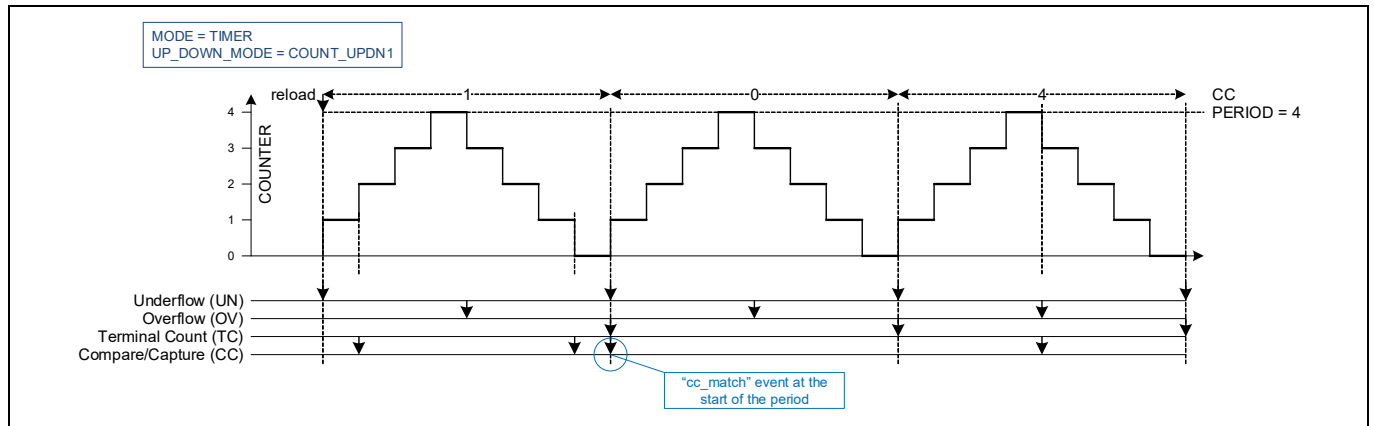 MODE = TIMER
UP_DOWN_MODE = COUNT_UPDN1
reload 1 0 4 CC
PERIOD = 4
4
3
2
1
0
COUNTER
Underflow (UN)
Overflow (OV)
Terminal Count (TC)
Compare/Capture (CC)
“cc_match” event at the
start of the period